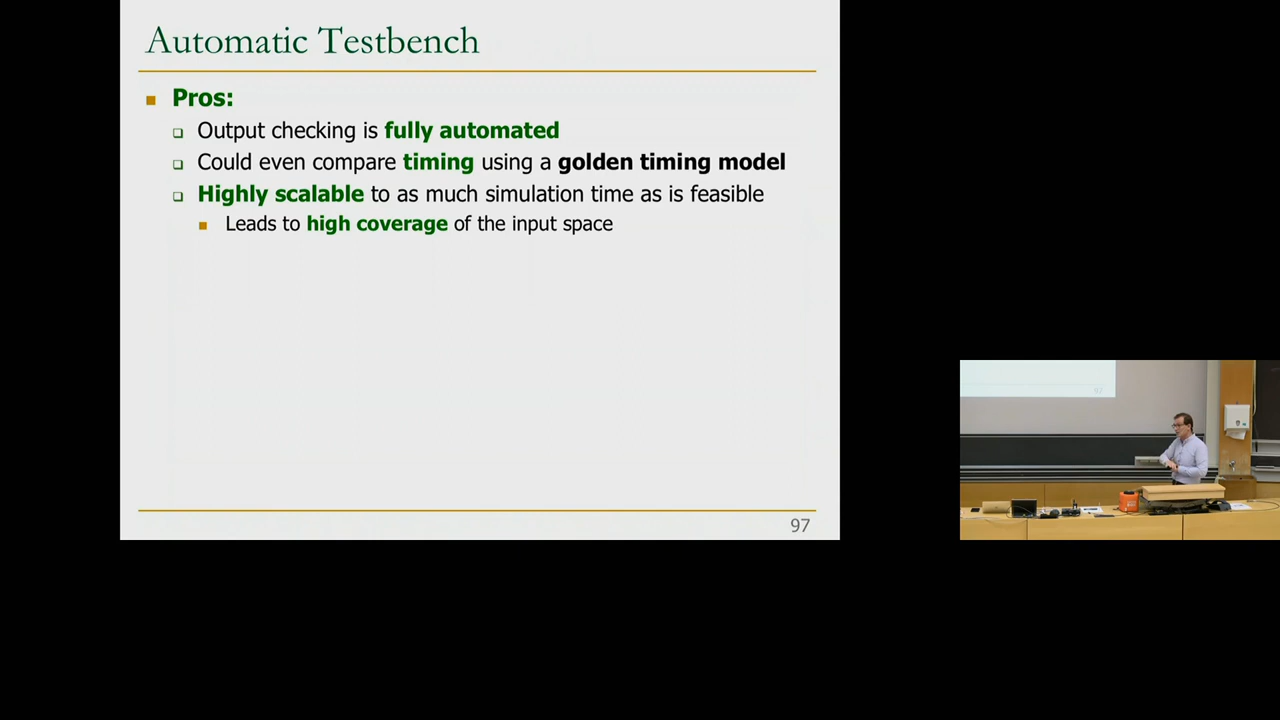 Automatic Testbench
Pros:
Output checking is fully automated
Could even compare timing using a golden timing model
Highly scalable to as much simulation time as is feasible
Leads to high coverage of the input space
97
97